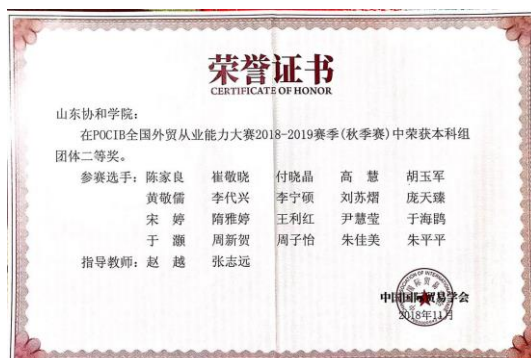 荣誉证书
CERTIFICATE OF HONOR
山东协和学院：
在POCIB全国外贸从业能力大赛2018-2019赛季(秋季赛)中荣获本科组
团体二等奖。
参赛选手：陈家良 崔敬晓 付晓晶 高 慧 胡玉军
黄敬儒 李代兴 李宁硕 刘苏熠 庞天臻
宋 婷 隋雅婷 王利红 尹慧莹 于海鹍
于 灏 周新贺 周子怡 朱佳美 朱平平
指导教师：赵 越 张志远
中国国际贸易学会
2018年11月